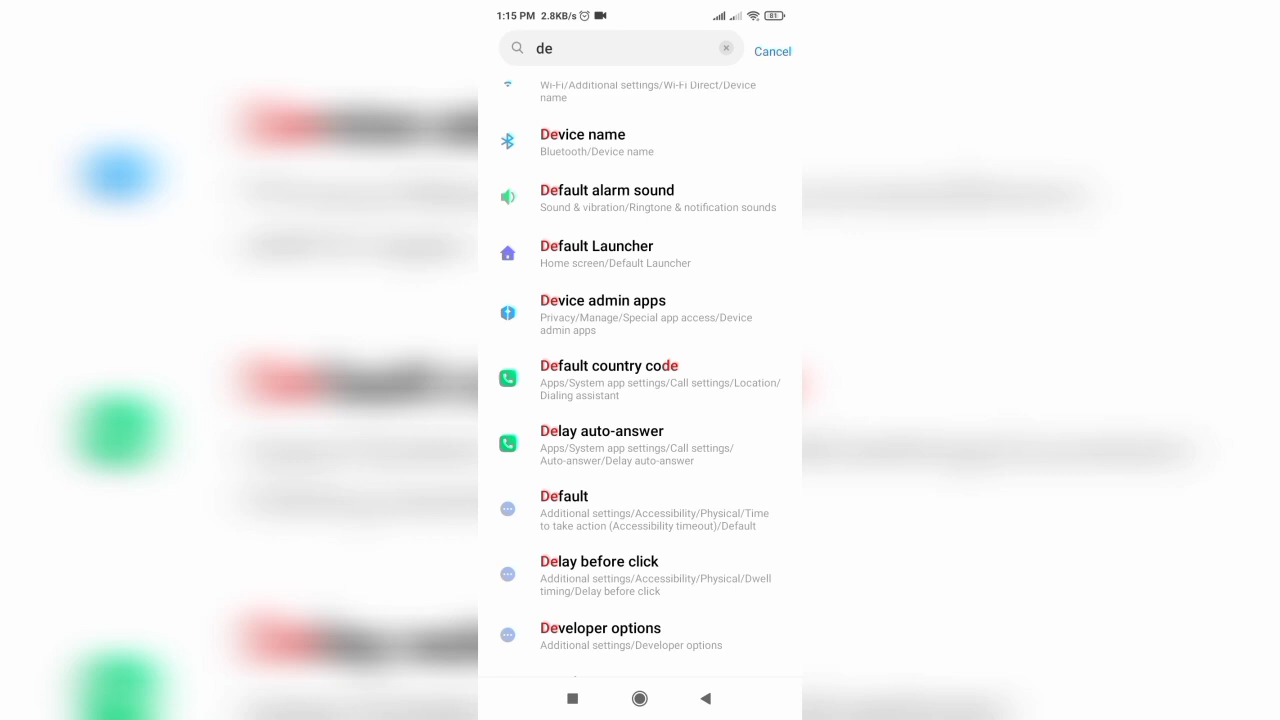 1:15 PM 2.8KB/s 81
de
Cancel
Wi-Fi/Additional settings/Wi-Fi Direct/Device
name
Device name
Bluetooth/Device name
Default alarm sound
Sound & vibration/Ringtone & notification sounds
Default Launcher
Home screen/Default Launcher
Device admin apps
Privacy/Manage/Special app access/Device
admin apps
Default country code
Apps/System app settings/Call settings/Location/
Dialing assistant
Delay auto-answer
Apps/System app settings/Call settings/
Auto-answer/Delay auto-answer
Default
Additional settings/Accessibility/Physical/Time
to take action (Accessibility timeout)/Default
Delay before click
Additional settings/Accessibility/Physical/Dwell
timing/Delay before click
Developer options
Additional settings/Developer options